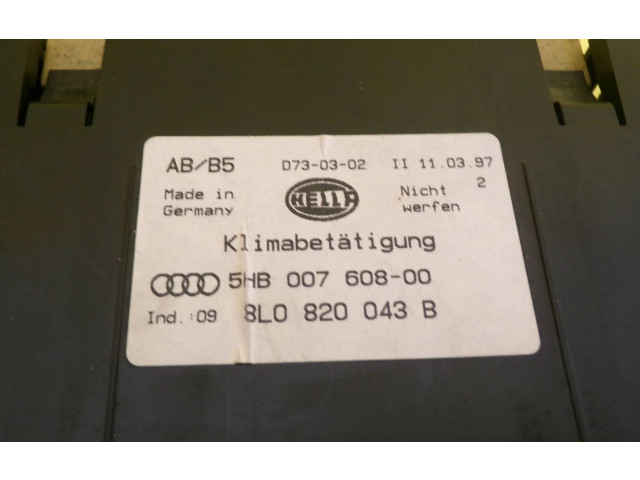 AB/B5 D73-03-02 II 11.03.97
Made in Germany
HELLA
Nicht werfen 2
Klimabetätigung
5HB 007 608-00
Ind.:09 8L0 820 043 B